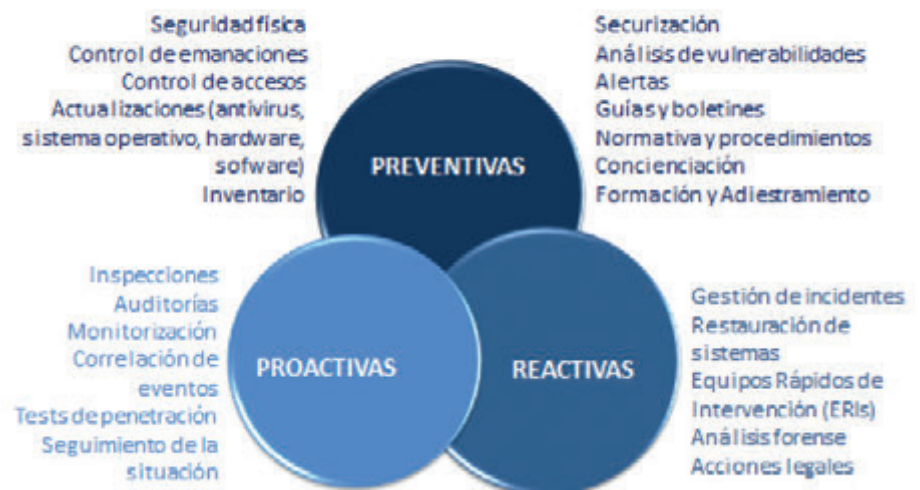 Seguridad física
Control de emanaciones
Control de accesos
Actualizaciones (antivirus,
sistema operativo, hardware,
sofware)
Inventario
Securización
Análisis de vulnerabilidades
Alertas
Guías y boletines
Normativa y procedimientos
Concienciación
Formación y Adiestramiento
PREVENTIVAS
Inspecciones
Auditorías
Monitorización
Correlación de
eventos
Tests de penetración
Seguimiento de la
situación
PROACTIVAS
REACTIVAS
Gestión de incidentes
Restauración de
sistemas
Equipos Rápidos de
Intervención (ERIs)
Análisis forense
Acciones legales